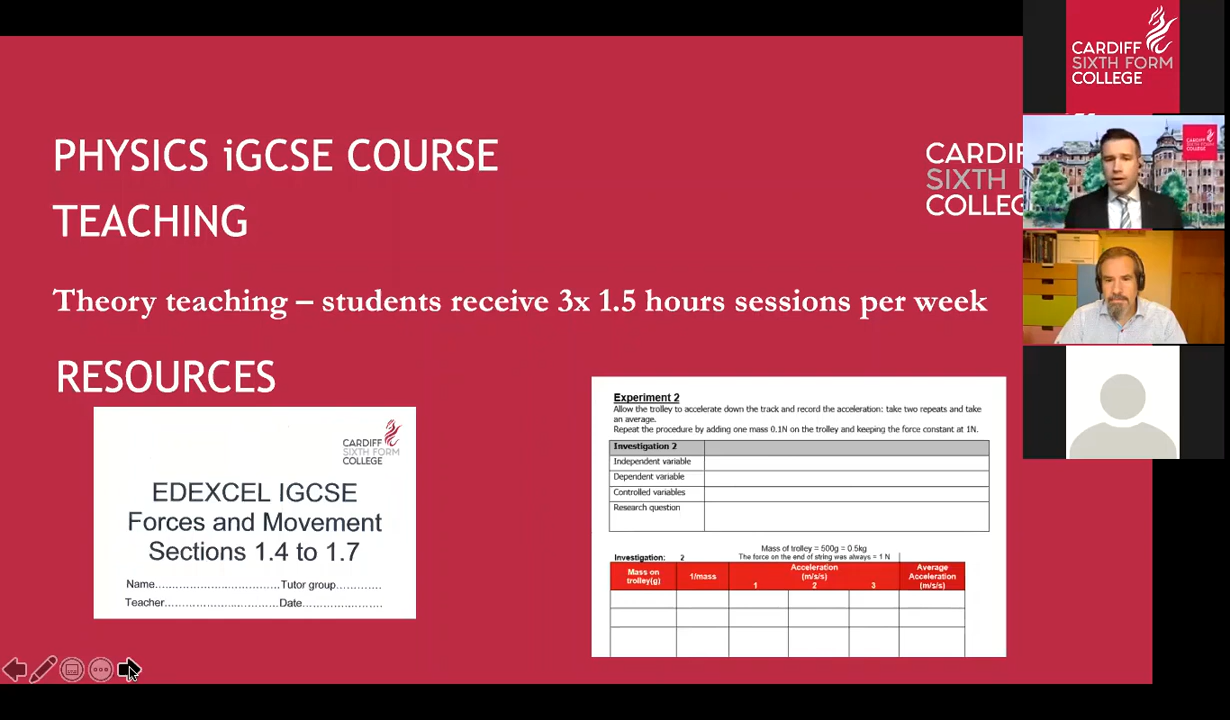 PHYSICS iGCSE COURSE
TEACHING
Theory teaching – students receive 3x 1.5 hours sessions per week
RESOURCES
CARDIFF
SIXTH FORM
COLLEGE
EDEXCEL IGCSE
Forces and Movement
Sections 1.4 to 1.7
Name Tutor group
Teacher Date
Experiment 2
Allow the trolley to accelerate down the track and record the acceleration: take two repeats and take
an average.
Repeat the procedure by adding one mass 0.1N on the trolley and keeping the force constant at 1N.
Investigation 2
Independent variable
Dependent variable
Controlled variables
Research question
Mass of trolley = 500g = 0.5kg
Investigation: 2 The force on the end of string was always = 1 N
Mass on trolley(g) 1/mass Acceleration (m/s/s) Average Acceleration (m/s/s)
1 2 3
CARDIFF
SIXTH
CARDIFF
SIXTH FORM
COLLEGE
CARDIFF
SIXTH FORM
COLLEGE